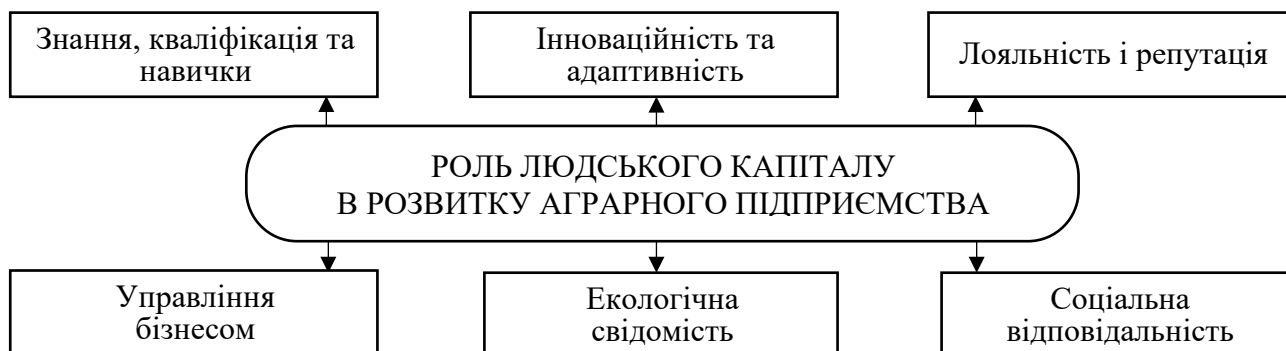 Знання, кваліфікація та
навички
Інноваційність та
адаптивність
Лояльність і репутація
РОЛЬ ЛЮДСЬКОГО КАПІТАЛУ
В РОЗВИТКУ АГРАРНОГО ПІДПРИЄМСТВА
Управління
бізнесом
Екологічна
свідомість
Соціальна
відповідальність